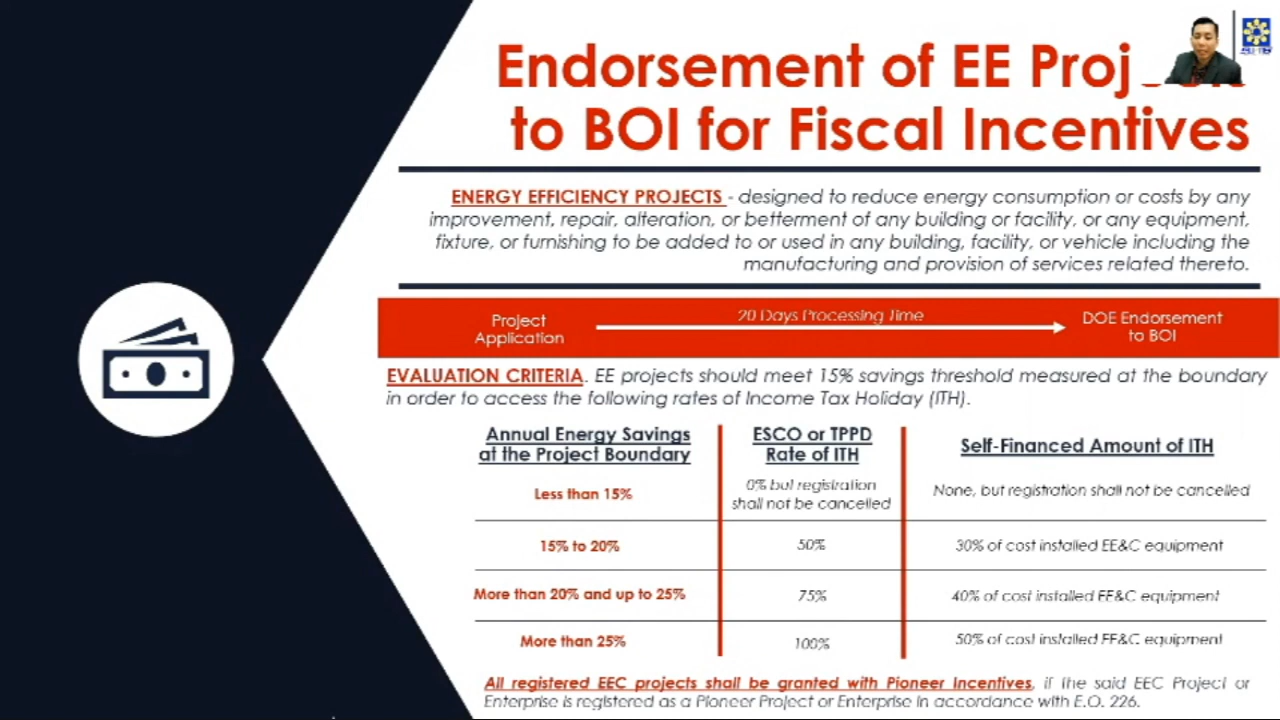 Endorsement of EE Proj
to BOI for Fiscal Incentives
ENERGY EFFICIENCY PROJECTS - designed to reduce energy consumption or costs by any
improvement, repair, alteration, or betterment of any building or facility, or any equipment,
fixture, or furnishing to be added to or used in any building, facility, or vehicle including the
manufacturing and provision of services related thereto.
Project
Application
20 Days Processing Time
DOE Endorsement
to BOI
EVALUATION CRITERIA. EE projects should meet 15% savings threshold measured at the boundary
in order to access the following rates of Income Tax Holiday (ITH).
Annual Energy Savings
at the Project Boundary
ESCO or TPPD
Rate of ITH
Self-Financed Amount of ITH
Less than 15%
0% but registration
shall not be cancelled
None, but registration shall not be cancelled
15% to 20%
50%
30% of cost installed EE&C equipment
More than 20% and up to 25%
75%
40% of cost installed EE&C equipment
More than 25%
100%
50% of cost installed EE&C equipment
All registered EEC projects shall be granted with Pioneer Incentives, if the said EEC Project or
Enterprise is registered as a Pioneer Project or Enterprise in accordance with E.O. 226.